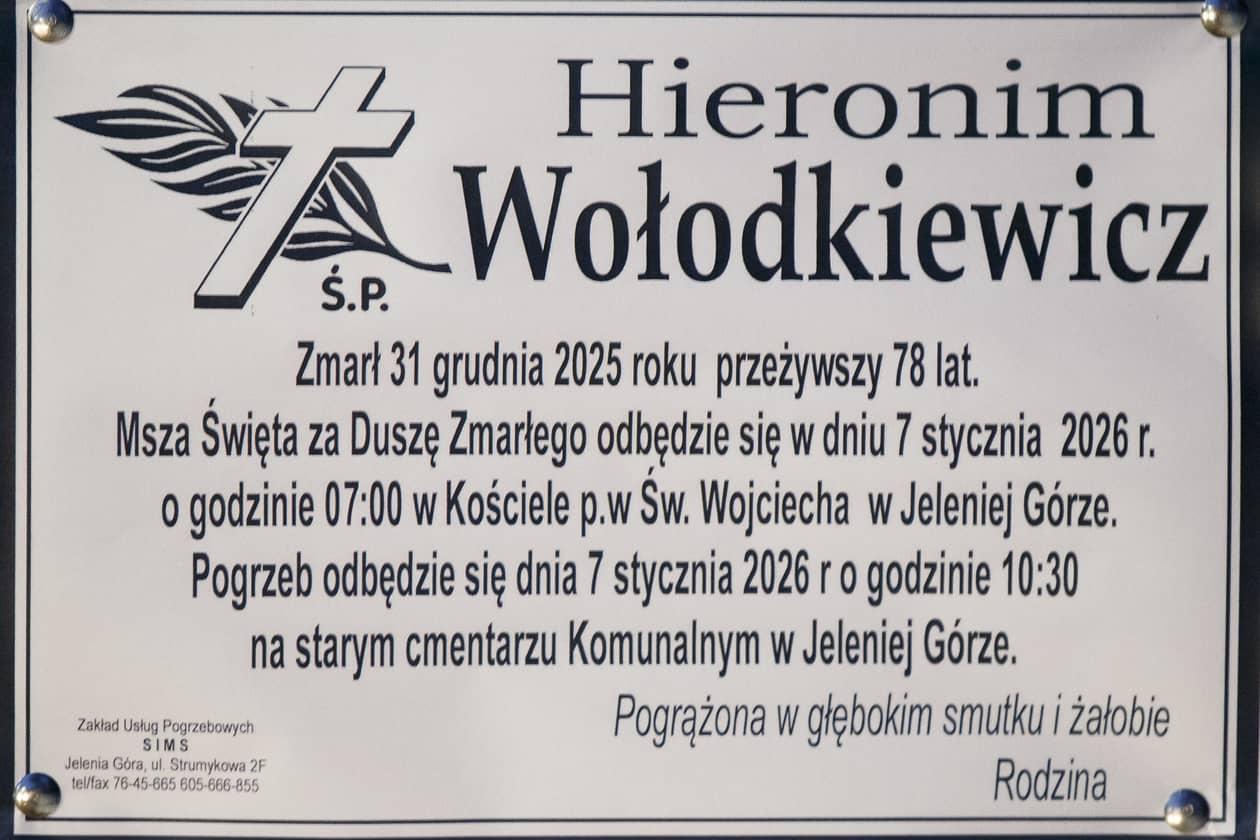 Hieronim
Wołodkiewicz
Ś.P.
Zmarł 31 grudnia 2025 roku przeżywszy 78 lat.
Msza Święta za Duszę Zmarłego odbędzie się w dniu 7 stycznia 2026 r.
o godzinie 07:00 w Kościele p.w Św. Wojciecha w Jeleniej Górze.
Pogrzeb odbędzie się dnia 7 stycznia 2026 r o godzinie 10:30
na starym cmentarzu Komunalnym w Jeleniej Górze.
Pogrążona w głębokim smutku i żałobie
Rodzina
Zakład Usług Pogrzebowych
SIMS
Jelenia Góra, ul. Strumykowa 2F
tel/fax 76-45-665 605-666-855